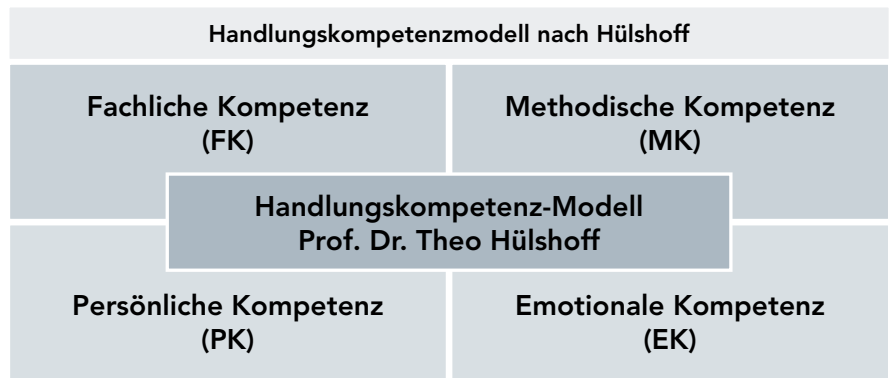 Handlungskompetenzmodell nach Hülshoff
Fachliche Kompetenz
(FK)
Methodische Kompetenz
(MK)
Handlungskompetenz-Modell
Prof. Dr. Theo Hülshoff
Persönliche Kompetenz
(PK)
Emotionale Kompetenz
(EK)